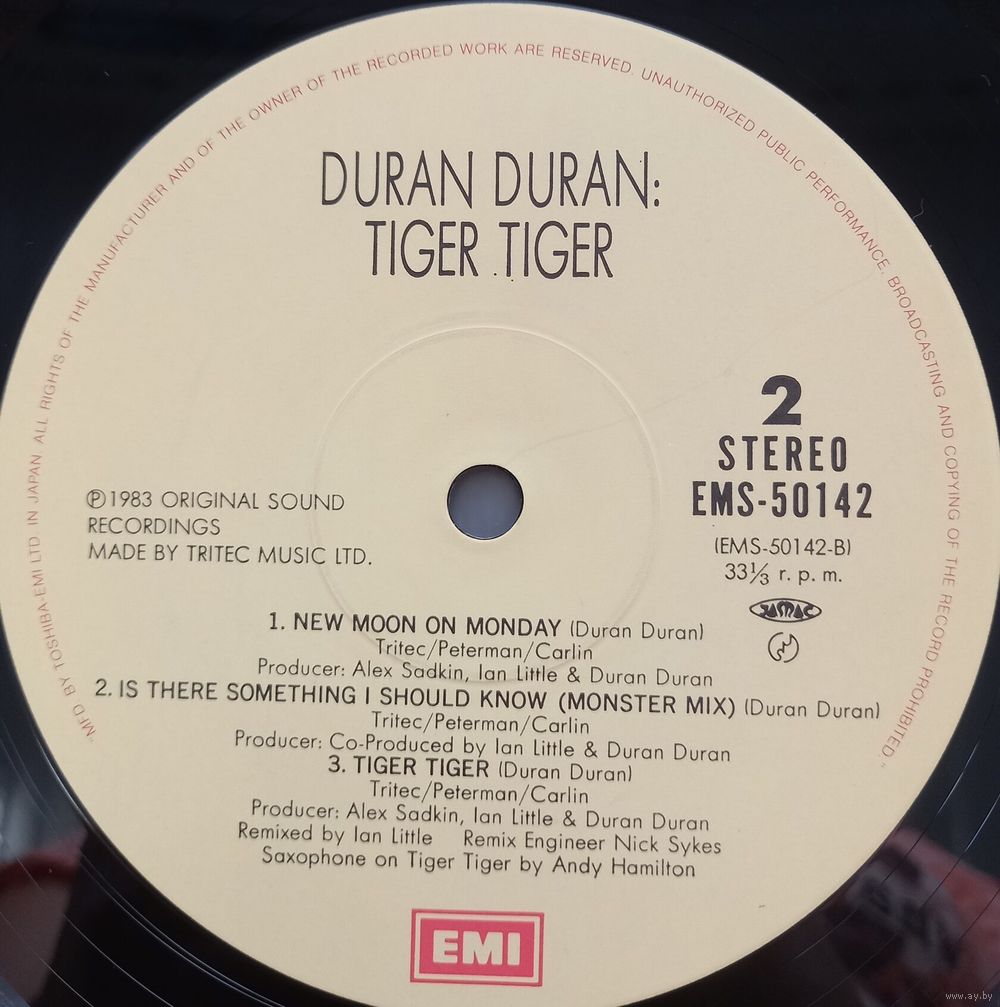 "MFD BY TOSHIBA-EMI LTD. IN JAPAN ALL RIGHTS OF THE MANUFACTURER AND OF THE OWNER OF THE RECORDED WORK ARE RESERVED. UNAUTHORIZED PUBLIC PERFORMANCE. BROADCASTING AND COPYING OF THE RECORD PROHIBITED."
DURAN DURAN:
TIGER TIGER
2
STEREO
EMS-50142
(EMS-50142-B)
33⅓ r. p. m.
JASRAC
℗1983 ORIGINAL SOUND
RECORDINGS
MADE BY TRITEC MUSIC LTD.
1. NEW MOON ON MONDAY (Duran Duran)
Tritec/Peterman/Carlin
Producer: Alex Sadkin, Ian Little & Duran Duran
2. IS THERE SOMETHING I SHOULD KNOW (MONSTER MIX) (Duran Duran)
Tritec/Peterman/Carlin
Producer: Co-Produced by Ian Little & Duran Duran
3. TIGER TIGER (Duran Duran)
Tritec/Peterman/Carlin
Producer: Alex Sadkin, Ian Little & Duran Duran
Remixed by Ian Little Remix Engineer Nick Sykes
Saxophone on Tiger Tiger by Andy Hamilton
EMI
www.ay.by